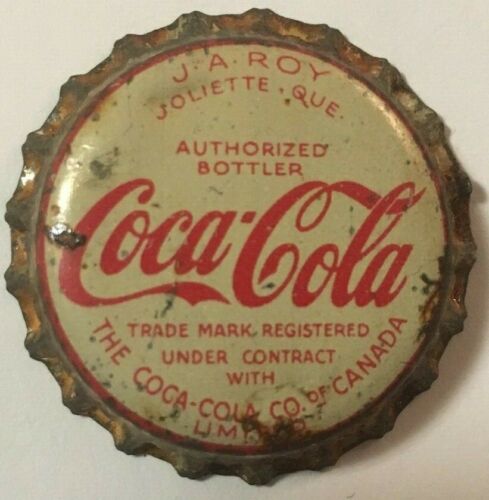 J. A. ROY
JOLIETTE, QUE.
AUTHORIZED
BOTTLER
Coca-Cola
TRADE MARK REGISTERED
UNDER CONTRACT
WITH
THE COCA-COLA CO. OF CANADA
LIMITED